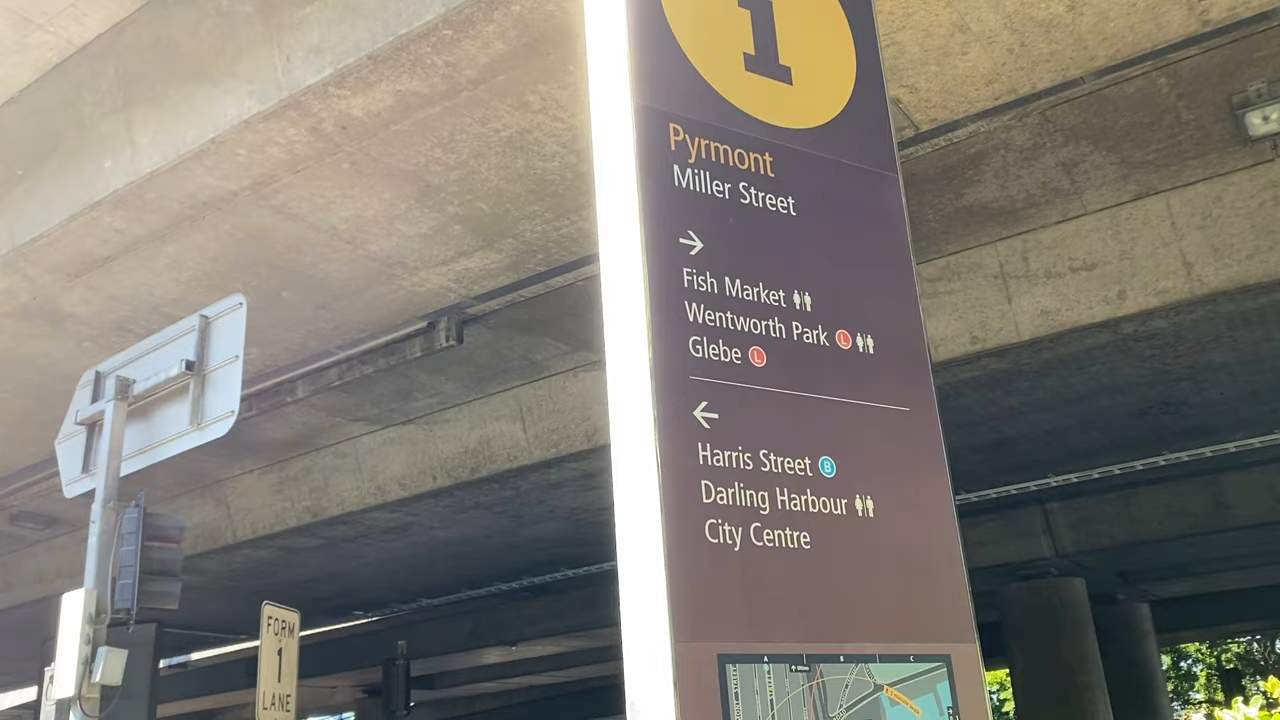 1
Pyrmont
Miller Street
→
Fish Market
Wentworth Park L
Glebe L
←
Harris Street B
Darling Harbour
City Centre
A B C
FORM
1
LANE